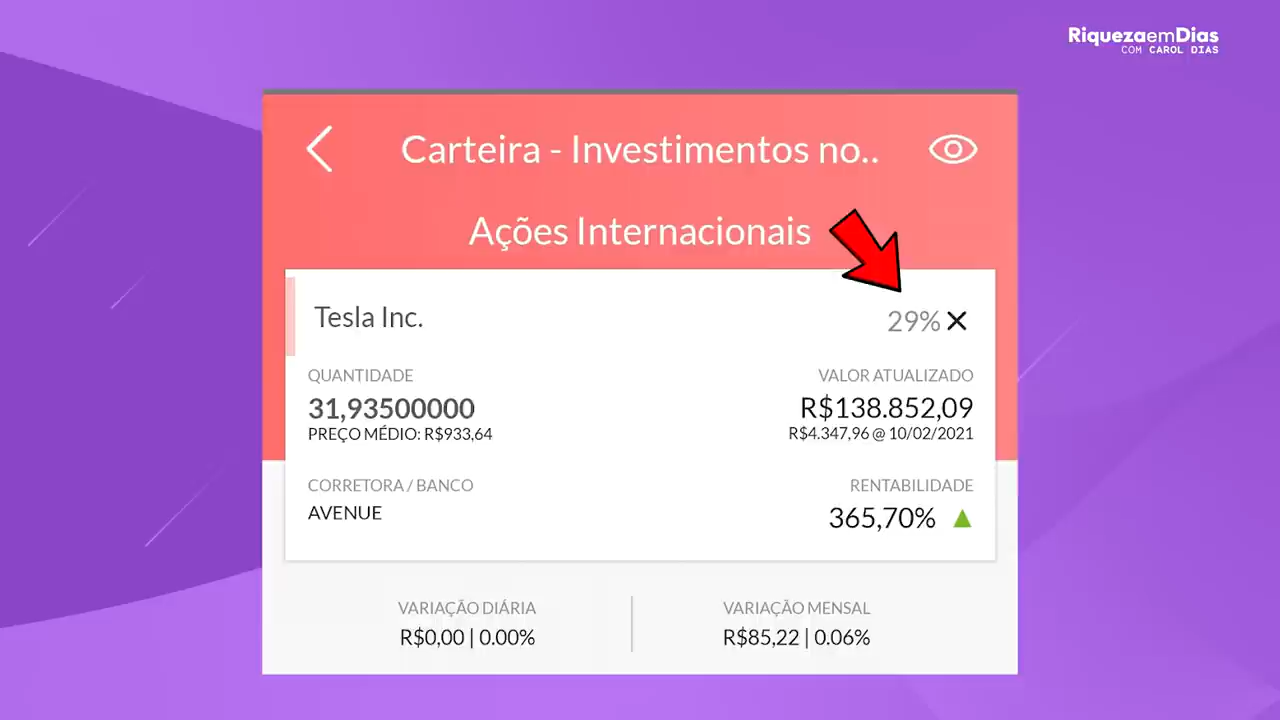 RiquezaemDias
COM CAROL DIAS
Carteira - Investimentos no..
Ações Internacionais
Tesla Inc.
29%
QUANTIDADE
VALOR ATUALIZADO
31,93500000
R$138.852,09
PREÇO MÉDIO: R$933,64
R$4.347,96 @ 10/02/2021
CORRETORA / BANCO
RENTABILIDADE
AVENUE
365,70%
VARIAÇÃO DIÁRIA
VARIAÇÃO MENSAL
R$0,00 | 0.00%
R$85,22 | 0.06%